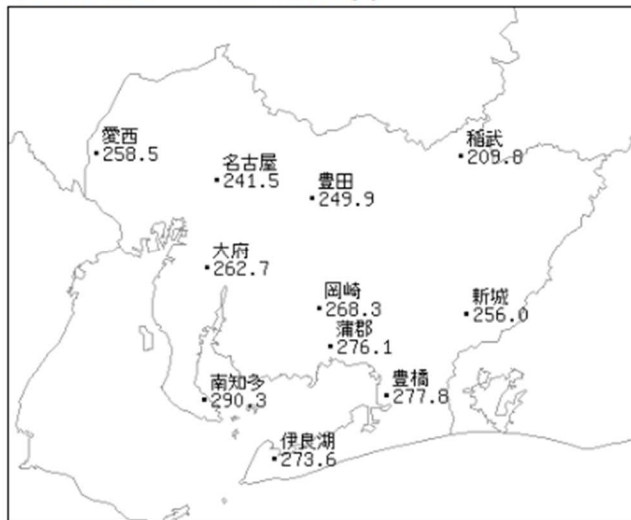 愛西
258.5
名古屋
241.5
豊田
249.9
稲武
209.8
大府
262.7
岡崎
268.3
新城
256.0
蒲郡
276.1
南知多
290.3
豊橋
277.8
伊良湖
273.6